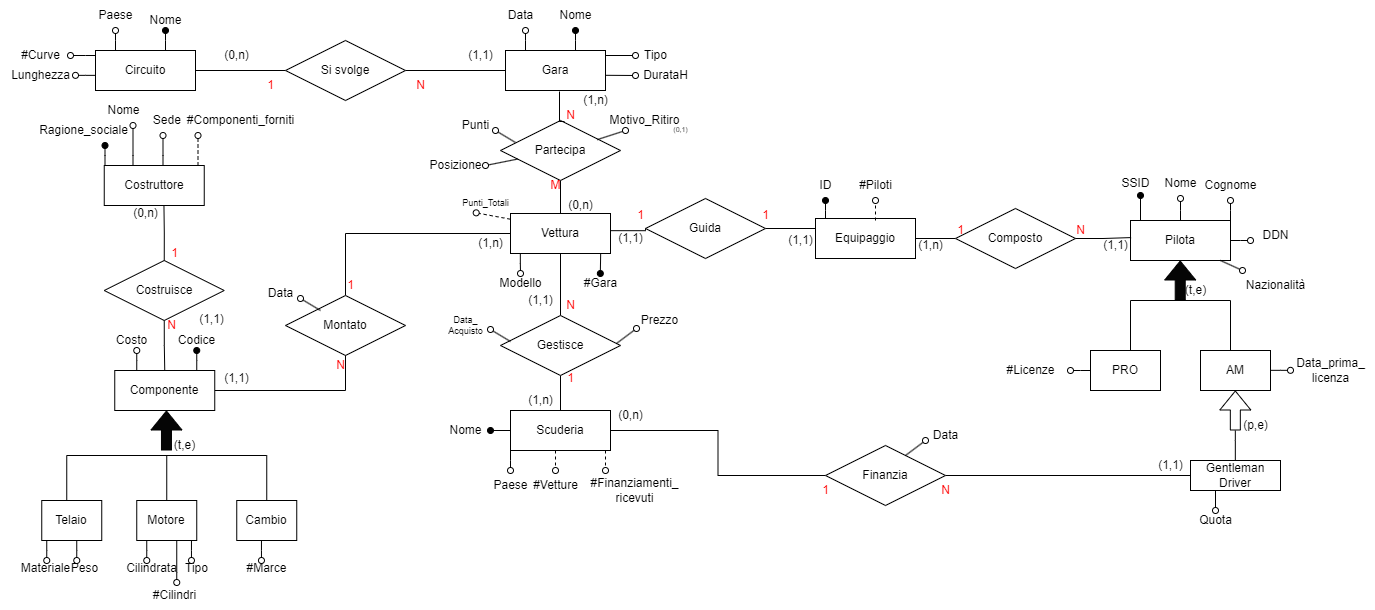 Paese
Nome
#Curve
Lunghezza
Circuito
(0,n)
1
Si svolge
N
(1,1)
Data
Nome
Gara
Tipo
DurataH
(1,n)
N
Punti
Motivo_Ritiro
(0,1)
Partecipa
Posizione
M
(0,n)
Nome
Ragione_sociale
Sede
#Componenti_forniti
Costruttore
(0,n)
1
Costruisce
N
(1,1)
Punti_Totali
Vettura
(1,n)
Modello
#Gara
1
(1,1)
Guida
1
(1,1)
ID
#Piloti
Equipaggio
(1,n)
1
Composto
N
(1,1)
SSID
Nome
Cognome
Pilota
DDN
Nazionalità
(t,e)
Data
1
Montato
N
(1,1)
Costo
Codice
Componente
(t,e)
(1,1)
N
Data_
Acquisto
Prezzo
Gestisce
1
(1,n)
#Licenze
PRO
AM
Data_prima_
licenza
(p,e)
Nome
Scuderia
(0,n)
Paese
#Vetture
#Finanziamenti_
ricevuti
Data
Finanzia
1
N
(1,1)
Gentleman
Driver
Quota
Telaio
Motore
Cambio
Materiale
Peso
Cilindrata
Tipo
#Cilindri
#Marce